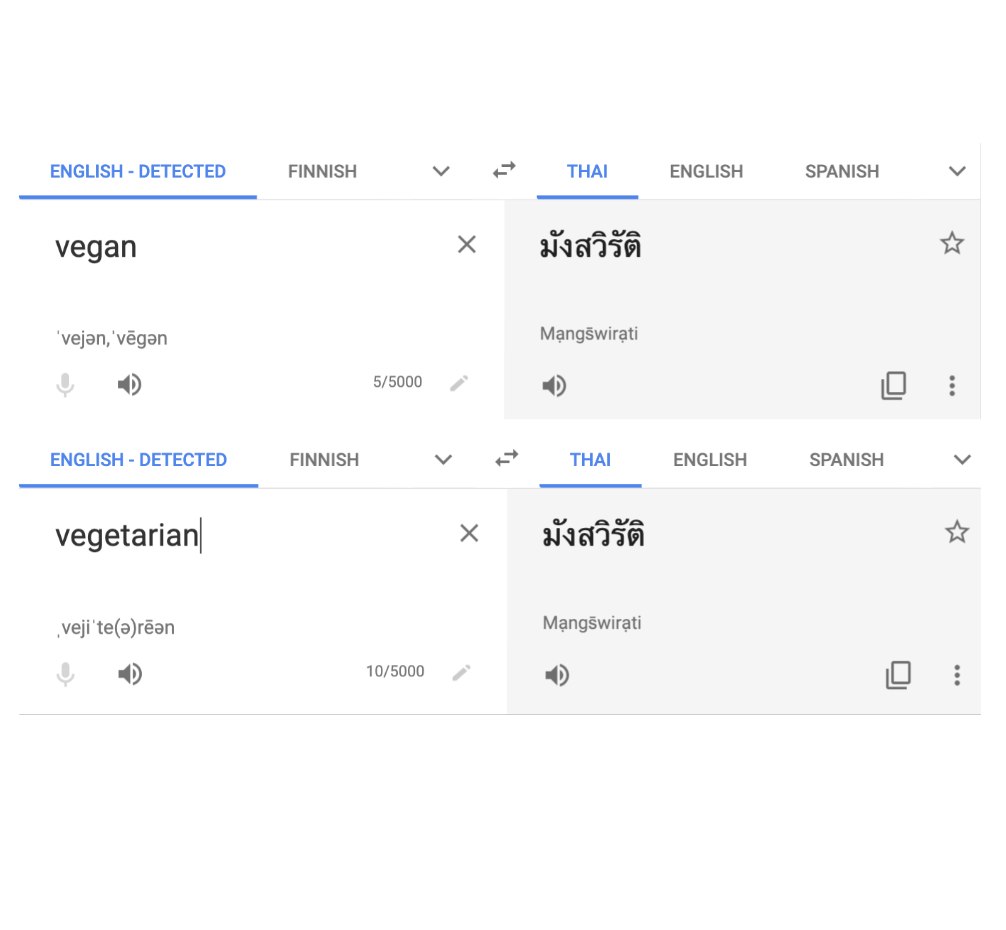 ENGLISH - DETECTED FINNISH THAI ENGLISH SPANISH
vegan มังสวิรัติ
ˈvejən,ˈvēgən Mạngs̄wirạti
5/5000
ENGLISH - DETECTED FINNISH THAI ENGLISH SPANISH
vegetarian มังสวิรัติ
ˌvejiˈte(ə)rēən Mạngs̄wirạti
10/5000